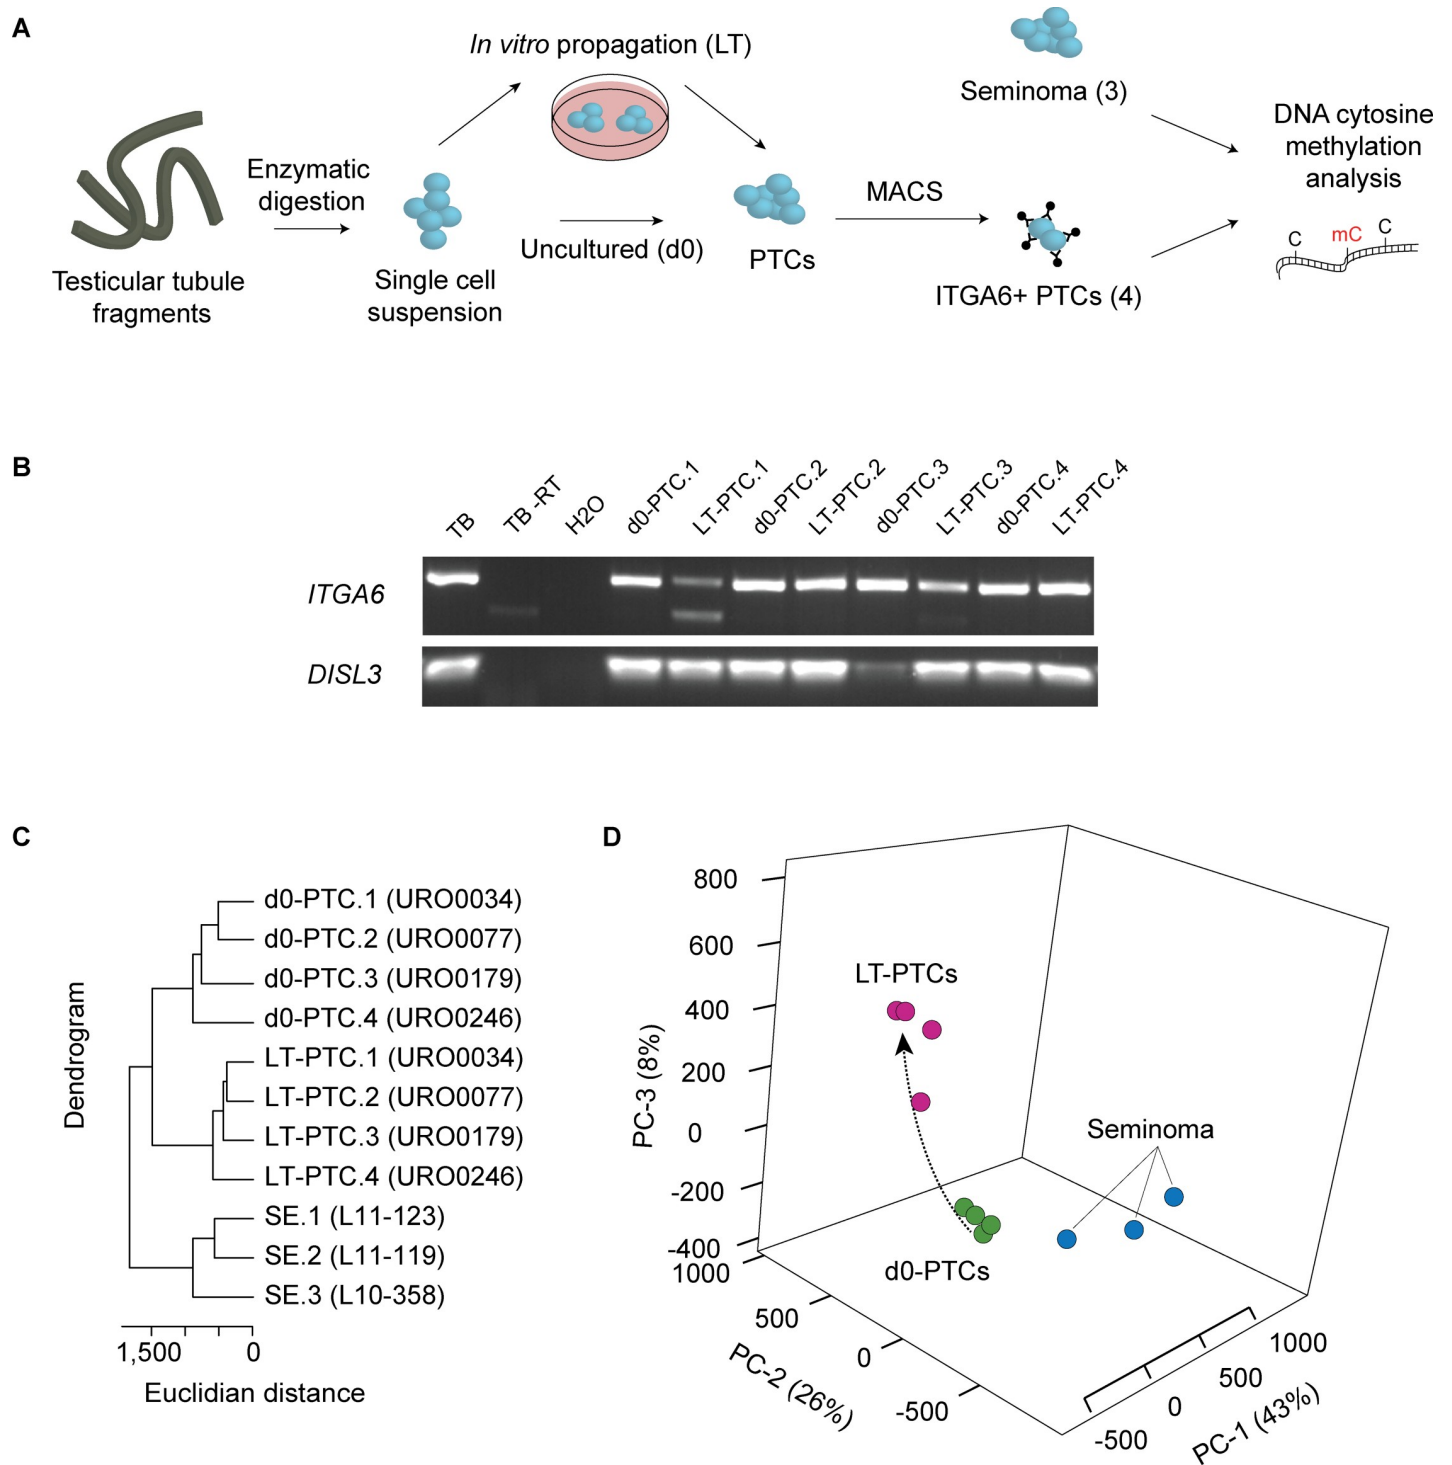 A
In vitro propagation (LT)
Seminoma (3)
DNA cytosine
methylation
analysis
Enzymatic
digestion
MACS
Uncultured (d0)
PTCs
C
mC
C
Testicular tubule
fragments
Single cell
suspension
ITGA6+ PTCs (4)
B
TB
TB -RT
H2O
d0-PTC.1
LT-PTC.1
d0-PTC.2
LT-PTC.2
d0-PTC.3
LT-PTC.3
d0-PTC.4
LT-PTC.4
ITGA6
DISL3
C
Dendrogram
d0-PTC.1 (URO0034)
d0-PTC.2 (URO0077)
d0-PTC.3 (URO0179)
d0-PTC.4 (URO0246)
LT-PTC.1 (URO0034)
LT-PTC.2 (URO0077)
LT-PTC.3 (URO0179)
LT-PTC.4 (URO0246)
SE.1 (L11-123)
SE.2 (L11-119)
SE.3 (L10-358)
1,500 0
Euclidian distance
D
800
600
400
200
0
-200
-400
PC-3 (8%)
LT-PTCs
Seminoma
d0-PTCs
1000
500
0
-500
PC-2 (26%)
-500
0
500
1000
PC-1 (43%)